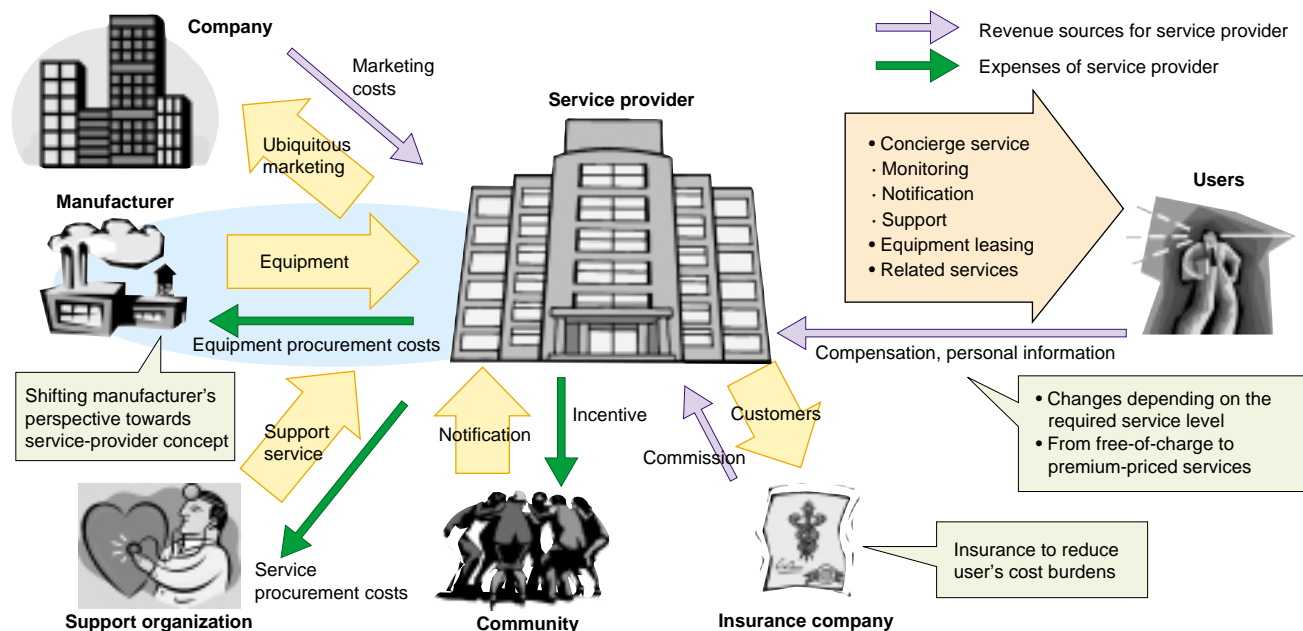 Company
Marketing
costs
Ubiquitous
marketing
Service provider
Revenue sources for service provider
Expenses of service provider
• Concierge service
· Monitoring
· Notification
· Support
• Equipment leasing
• Related services
Users
Manufacturer
Equipment
Equipment procurement costs
Compensation, personal information
Shifting manufacturer's
perspective towards
service-provider concept
Support
service
Notification
Incentive
Customers
Commission
• Changes depending on the
required service level
• From free-of-charge to
premium-priced services
Service
procurement costs
Insurance to reduce
user's cost burdens
Support organization
Community
Insurance company